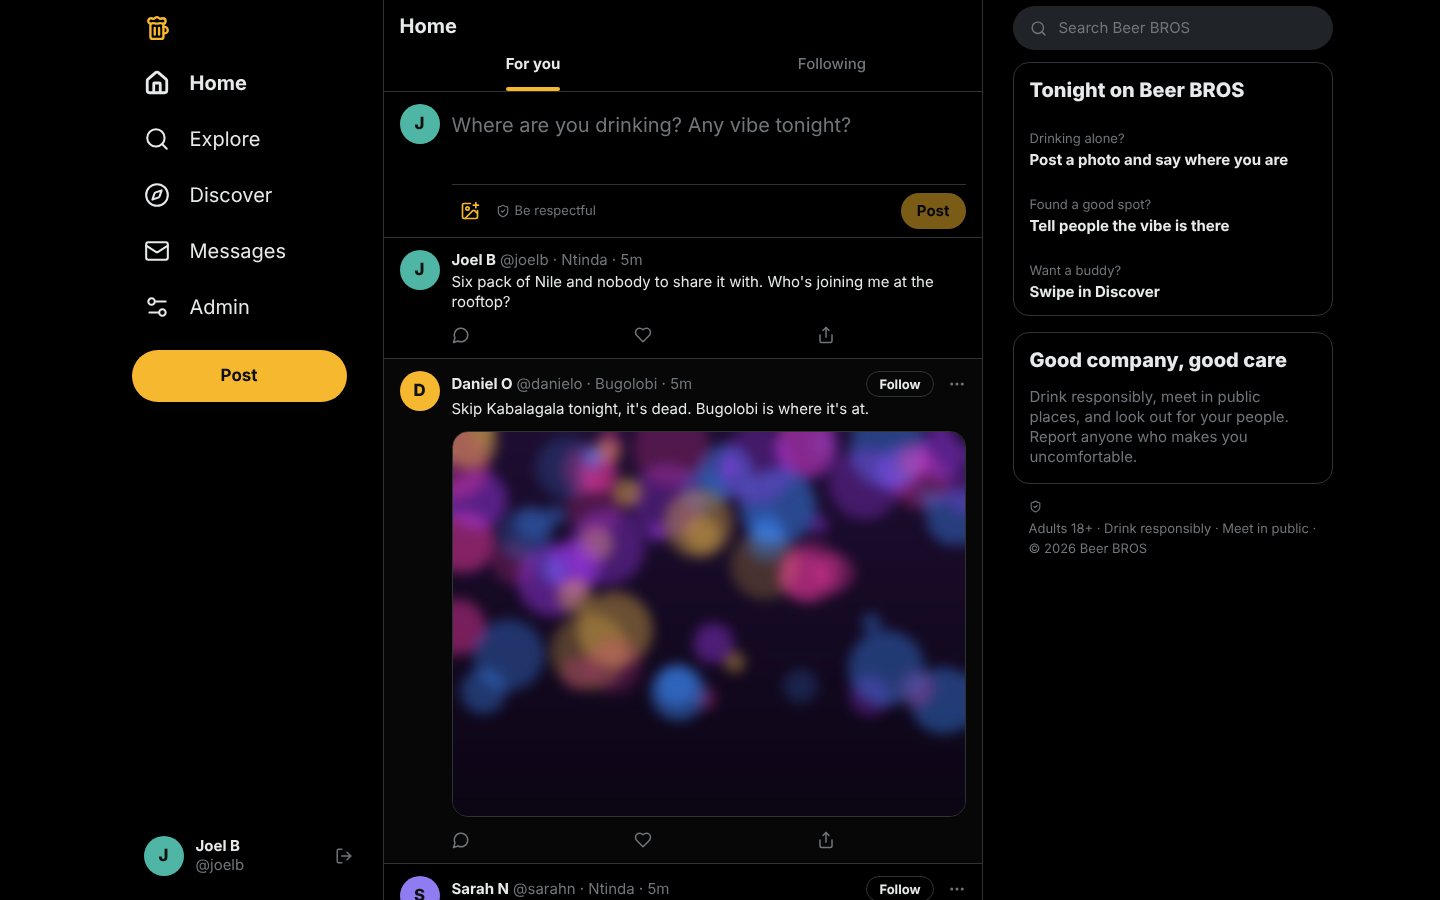 Home
Explore
Discover
Messages
Admin
Post
J
Joel B
@joelb
Home
For you
Following
J
Where are you drinking? Any vibe tonight?
Be respectful
Post
J
Joel B @joelb · Ntinda · 5m
Six pack of Nile and nobody to share it with. Who's joining me at the
rooftop?
D
Daniel O @danielo · Bugolobi · 5m
Follow
Skip Kabalagala tonight, it's dead. Bugolobi is where it's at.
S
Sarah N @sarahn · Ntinda · 5m
Follow
Search Beer BROS
Tonight on Beer BROS
Drinking alone?
Post a photo and say where you are
Found a good spot?
Tell people the vibe is there
Want a buddy?
Swipe in Discover
Good company, good care
Drink responsibly, meet in public
places, and look out for your people.
Report anyone who makes you
uncomfortable.
Adults 18+ · Drink responsibly · Meet in public ·
© 2026 Beer BROS